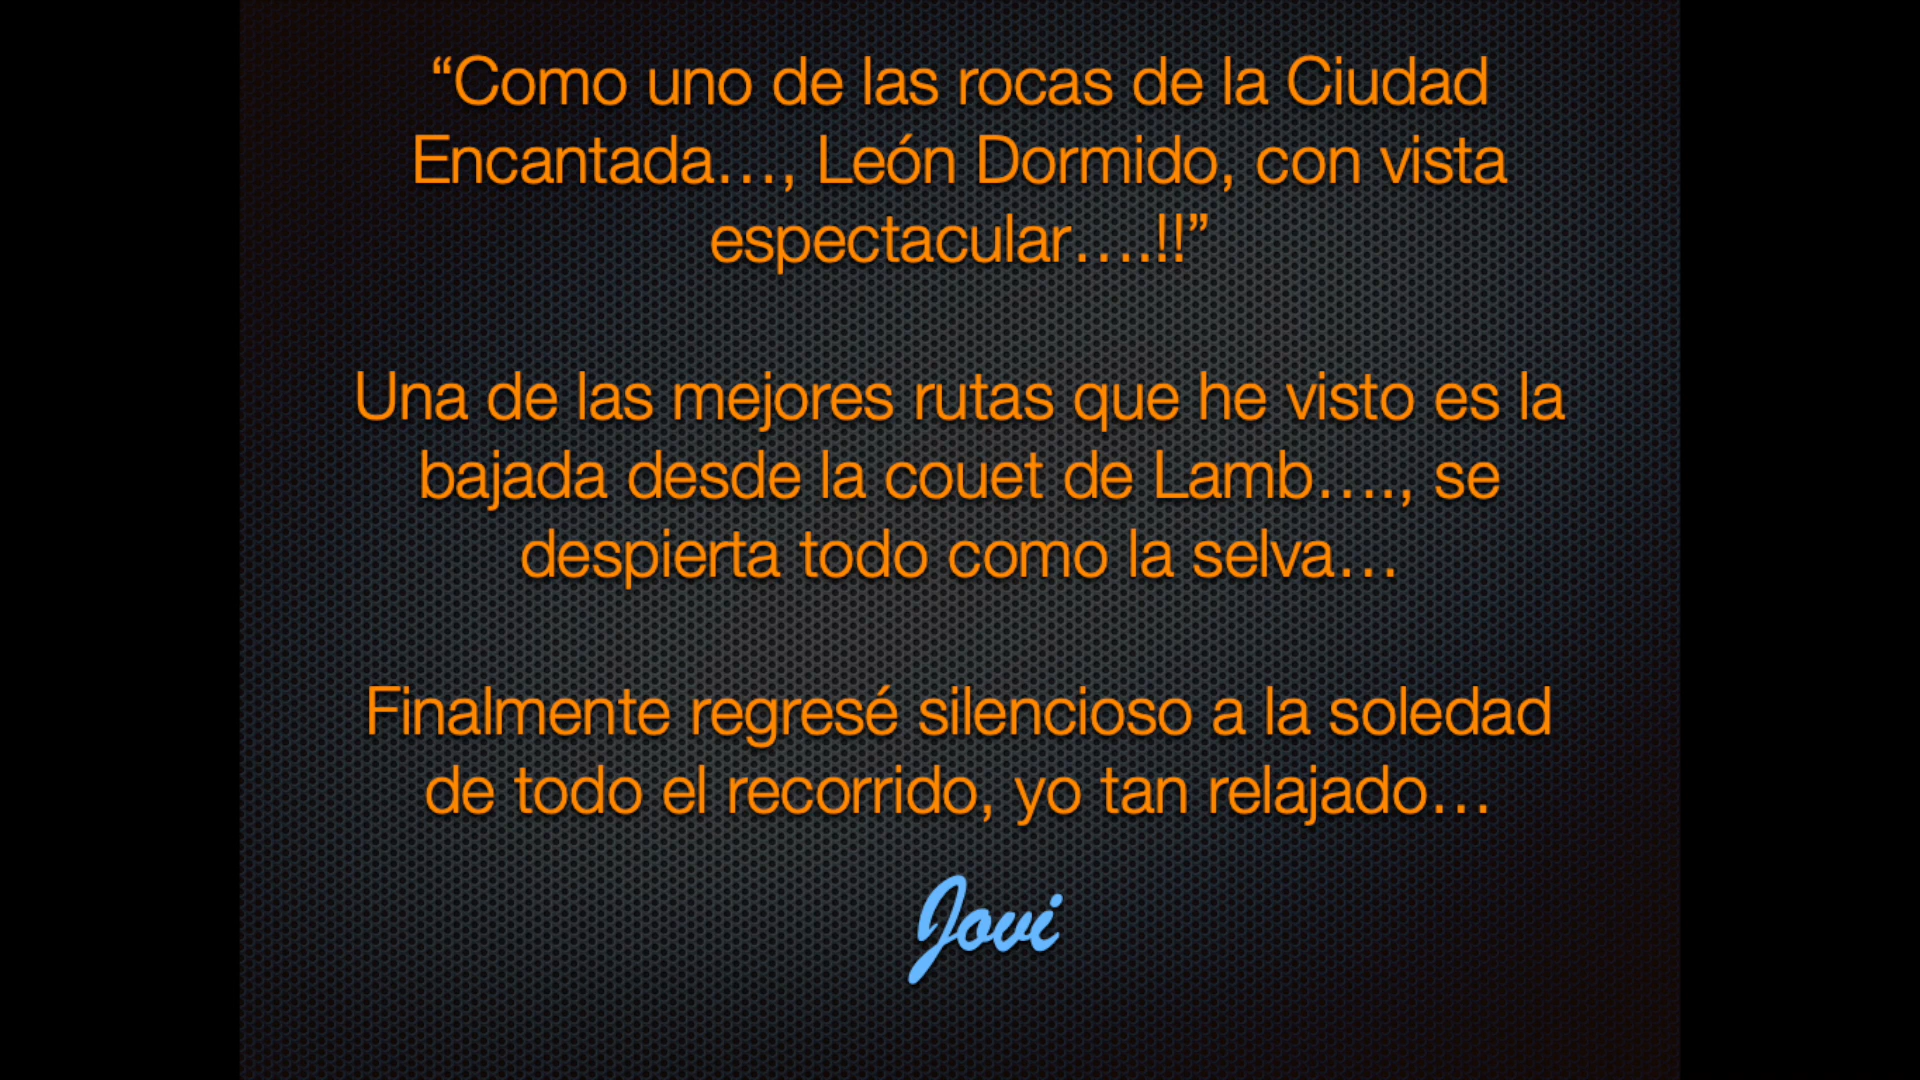 “Como uno de las rocas de la Ciudad
Encantada…, León Dormido, con vista
espectacular….!!”
Una de las mejores rutas que he visto es la
bajada desde la couet de Lamb…., se
despierta todo como la selva…
Finalmente regresé silencioso a la soledad
de todo el recorrido, yo tan relajado…
Jovi